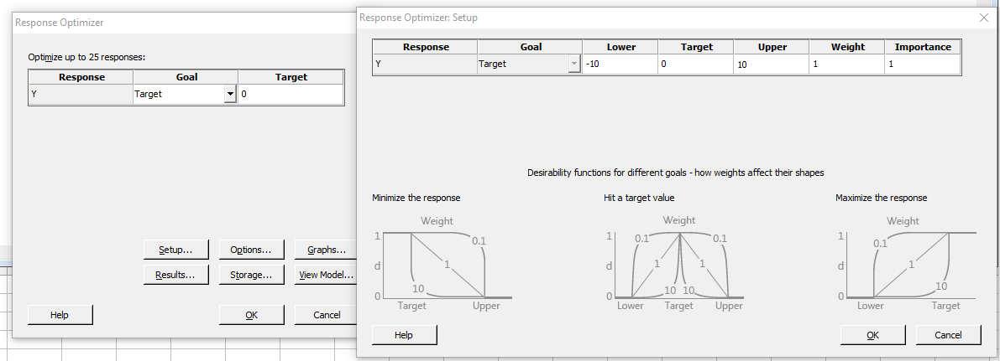 Response Optimizer
Optimize up to 25 responses:
Response Goal Target
Y Target 0
Setup... Options... Graphs...
Results... Storage... View Model...
Help OK Cancel
Response Optimizer: Setup
Response Goal Lower Target Upper Weight Importance
Y Target -10 0 10 1 1
Desirability functions for different goals - how weights affect their shapes
Minimize the response
Weight
1
0.1
d
1
10
0
Target Upper
Hit a target value
Weight
1
0.1 0.1
d
1 1
10 10
0
Lower Target Upper
Maximize the response
Weight
1
0.1
d
1
10
0
Lower Target
Help OK Cancel